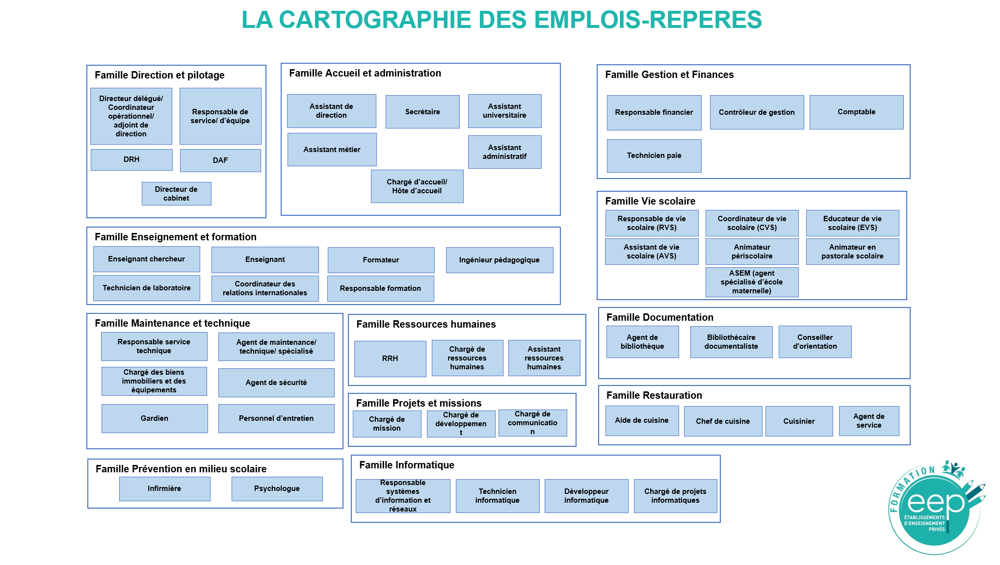 LA CARTOGRAPHIE DES EMPLOIS-REPERES
Famille Direction et pilotage
Directeur délégué/
Coordinateur
opérationnel/
adjoint de
direction
Responsable de
service/ d’équipe
DRH
DAF
Directeur de
cabinet
Famille Accueil et administration
Assistant de
direction
Secrétaire
Assistant
universitaire
Assistant métier
Assistant
administratif
Chargé d’accueil/
Hôte d’accueil
Famille Gestion et Finances
Responsable financier
Contrôleur de gestion
Comptable
Technicien paie
Famille Vie scolaire
Responsable de vie
scolaire (RVS)
Coordinateur de vie
scolaire (CVS)
Educateur de vie
scolaire (EVS)
Assistant de vie
scolaire (AVS)
Animateur
périscolaire
Animateur en
pastorale scolaire
ASEM (agent
spécialisé d’école
maternelle)
Famille Enseignement et formation
Enseignant chercheur
Enseignant
Formateur
Ingénieur pédagogique
Technicien de laboratoire
Coordinateur des
relations internationales
Responsable formation
Famille Maintenance et technique
Responsable service
technique
Agent de maintenance/
technique/ spécialisé
Chargé des biens
immobiliers et des
équipements
Agent de sécurité
Gardien
Personnel d’entretien
Famille Ressources humaines
RRH
Chargé de
ressources
humaines
Assistant
ressources
humaines
Famille Documentation
Agent de
bibliothèque
Bibliothécaire
documentaliste
Conseiller
d'orientation
Famille Projets et missions
Chargé de
mission
Chargé de
développemen
t
Chargé de
communicatio
n
Famille Restauration
Aide de cuisine
Chef de cuisine
Cuisinier
Agent de
service
Famille Prévention en milieu scolaire
Infirmière
Psychologue
Famille Informatique
Responsable
systèmes
d’information et
réseaux
Technicien
informatique
Développeur
informatique
Chargé de projets
informatiques
FORMATION
eep
ÉTABLISSEMENTS
D'ENSEIGNEMENT
PRIVÉS